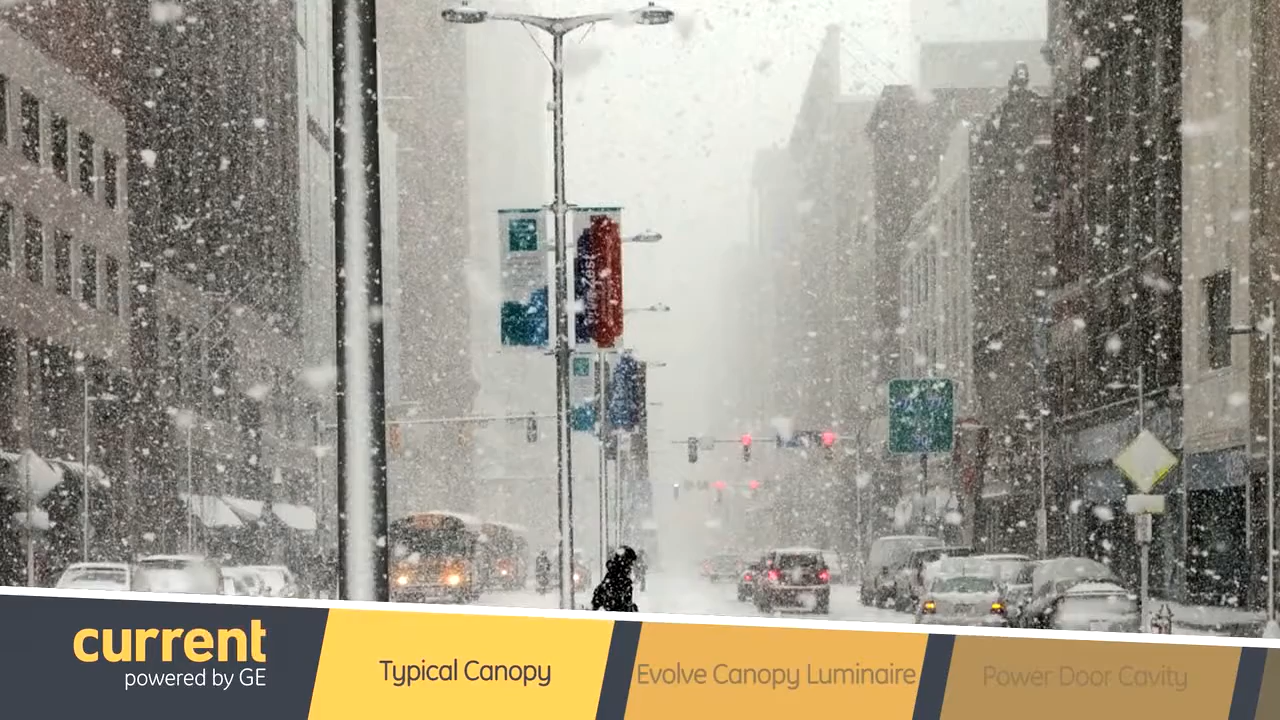 current
powered by GE
Typical Canopy
Evolve Canopy Luminaire
Power Door Cavity